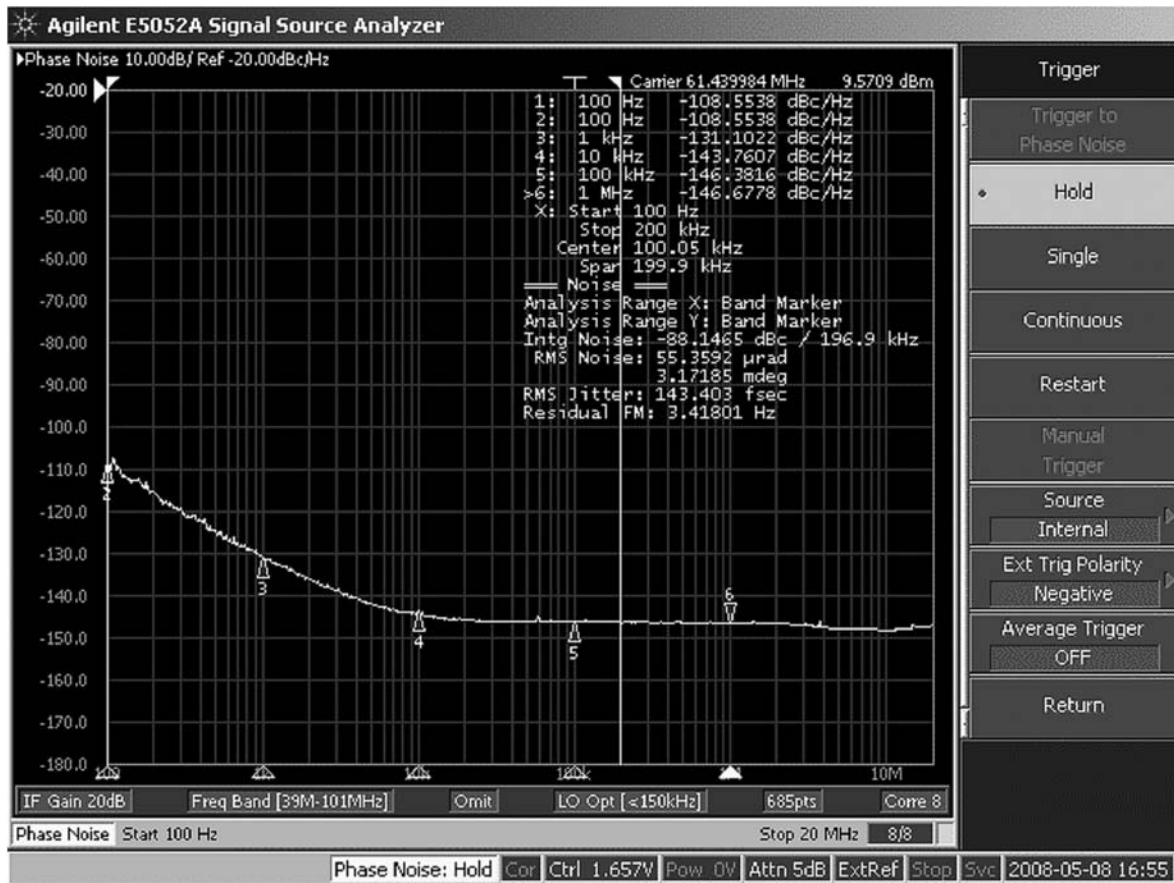 Agilent E5052A Signal Source Analyzer
▶Phase Noise 10.00dB/ Ref -20.00dBc/Hz
Carrier 61.439984 MHz 9.5709 dBm
1: 100 Hz -108.5538 dBc/Hz
2: 100 Hz -108.5538 dBc/Hz
3: 1 kHz -131.1022 dBc/Hz
4: 10 kHz -143.7607 dBc/Hz
5: 100 kHz -146.3816 dBc/Hz
>6: 1 MHz -146.6778 dBc/Hz
X: Start 100 Hz
Stop 200 kHz
Center 100.05 kHz
Span 199.9 kHz
=== Noise ===
Analysis Range X: Band Marker
Analysis Range Y: Band Marker
Intg Noise: -88.1465 dBc / 196.9 kHz
RMS Noise: 55.3592 µrad
3.17185 mdeg
RMS Jitter: 143.403 fsec
Residual FM: 3.41801 Hz
-20.00
-30.00
-40.00
-50.00
-60.00
-70.00
-80.00
-90.00
-100.0
-110.0
-120.0
-130.0
-140.0
-150.0
-160.0
-170.0
-180.0
2
3
4
5
6
100k 10M
IF Gain 20dB Freq Band [39M-101MHz] Omit LO Opt [<150kHz] 685pts Corre 8
Phase Noise Start 100 Hz Stop 20 MHz 8/8
Phase Noise: Hold Cor Ctrl 1.657V Pow 0V Attn 5dB ExtRef Stop Svc 2008-05-08 16:55
Trigger
Trigger to
Phase Noise
Hold
Single
Continuous
Restart
Manual
Trigger
Source
Internal
Ext Trig Polarity
Negative
Average Trigger
OFF
Return